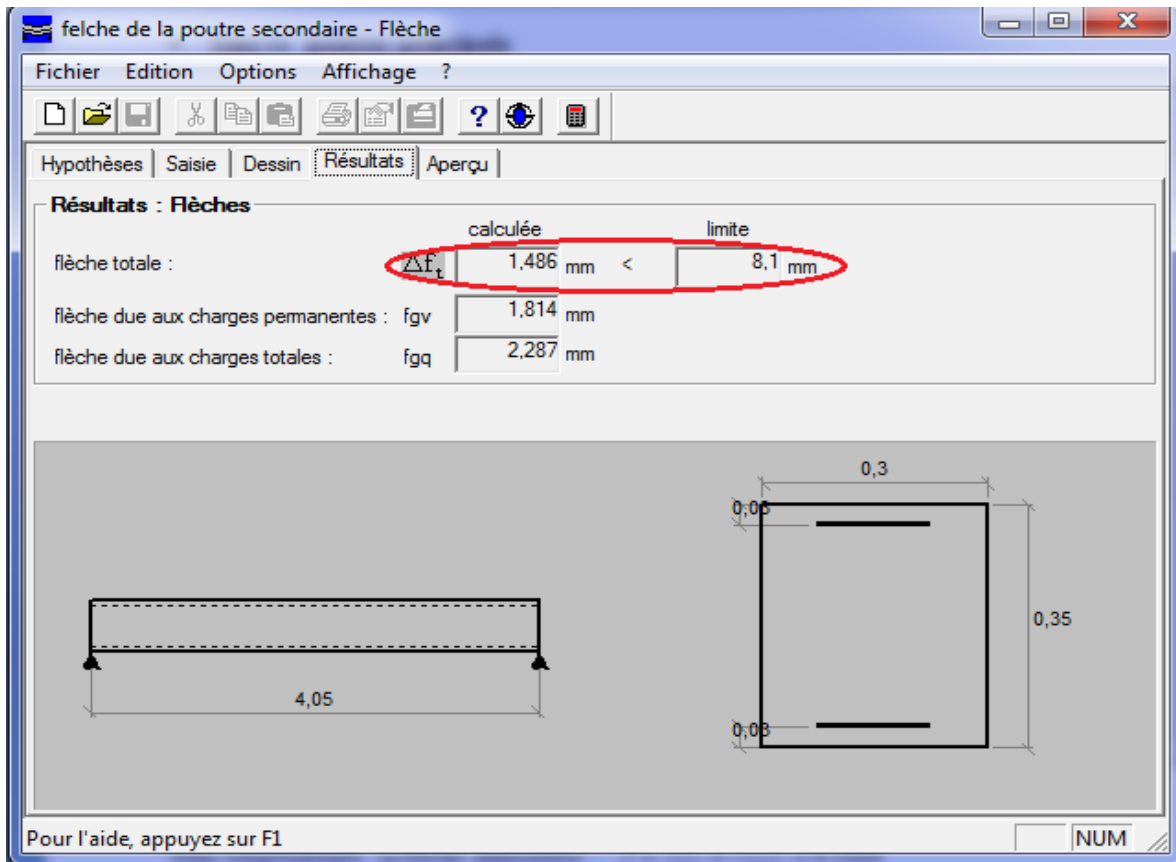 felche de la poutre secondaire - Flèche
Fichier Edition Options Affichage ?
Hypothèses Saisie Dessin Résultats Aperçu
Résultats : Flèches
calculée limite
flèche totale : Δft 1,486 mm < 8,1 mm
flèche due aux charges permanentes : fgv 1,814 mm
flèche due aux charges totales : fgq 2,287 mm
0,3
0,03
0,35
4,05
0,03
Pour l'aide, appuyez sur F1 NUM